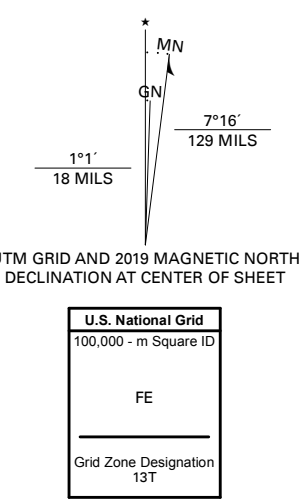 ★
MN
GN
7°16´
129 MILS
1°1´
18 MILS
UTM GRID AND 2019 MAGNETIC NORTH
DECLINATION AT CENTER OF SHEET
U.S. National Grid
100,000 - m Square ID
FE
Grid Zone Designation
13T